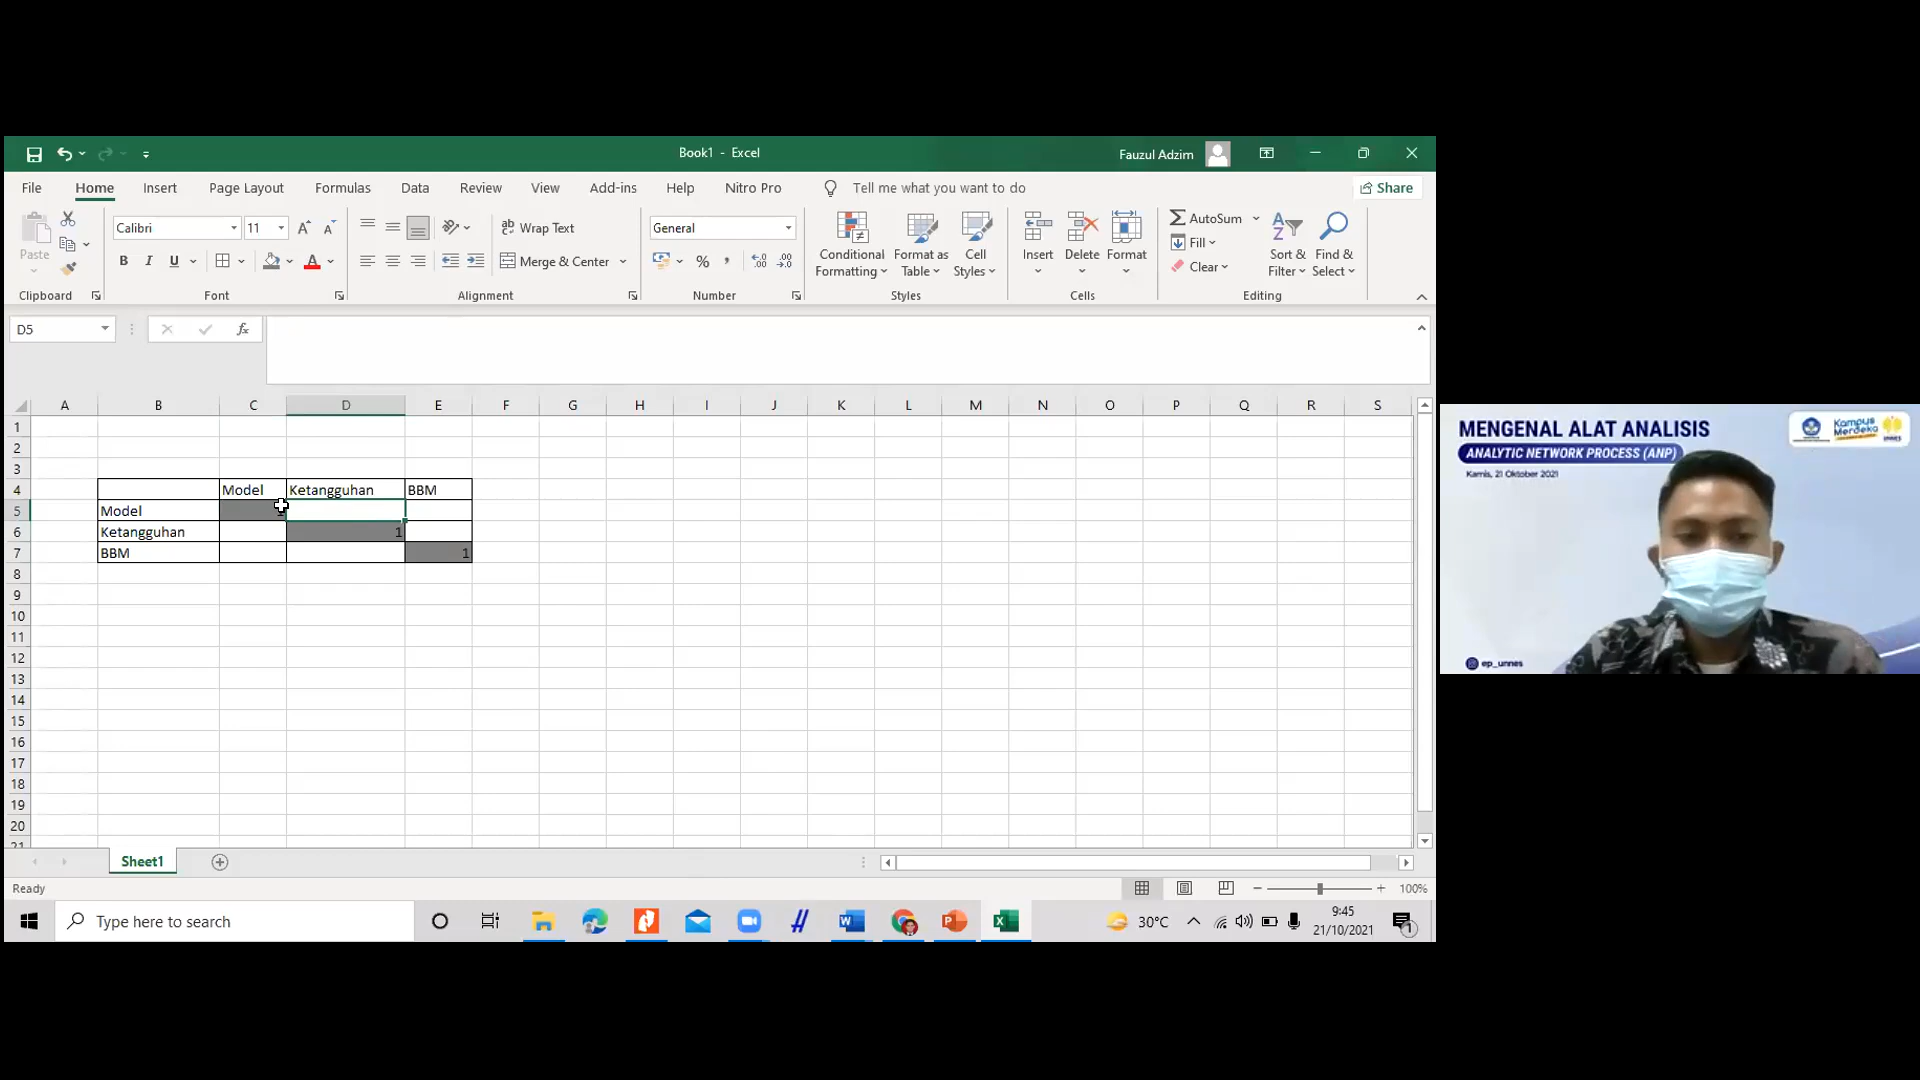 Book1 - Excel
Fauzul Adzim
File Home Insert Page Layout Formulas Data Review View Add-ins Help Nitro Pro Tell me what you want to do Share
Calibri 11 Wrap Text General AutoSum
Paste B I U Merge & Center % , Conditional Formatting Format as Table Cell Styles Insert Delete Format Fill Clear Sort & Filter Find & Select
Clipboard Font Alignment Number Styles Cells Editing
D5 fx
A B C D E F G H I J K L M N O P Q R S
1
2
3
4 Model Ketangguhan BBM
5 Model
6 Ketangguhan 1
7 BBM 1
8
9
10
11
12
13
14
15
16
17
18
19
20
21
Sheet1
Ready 100%
Type here to search 30°C 9:45
21/10/2021
MENGENAL ALAT ANALISIS
ANALYTIC NETWORK PROCESS (ANP)
Kamis, 21 Oktober 2021
Kampus Merdeka
UNNES
ep_unnes